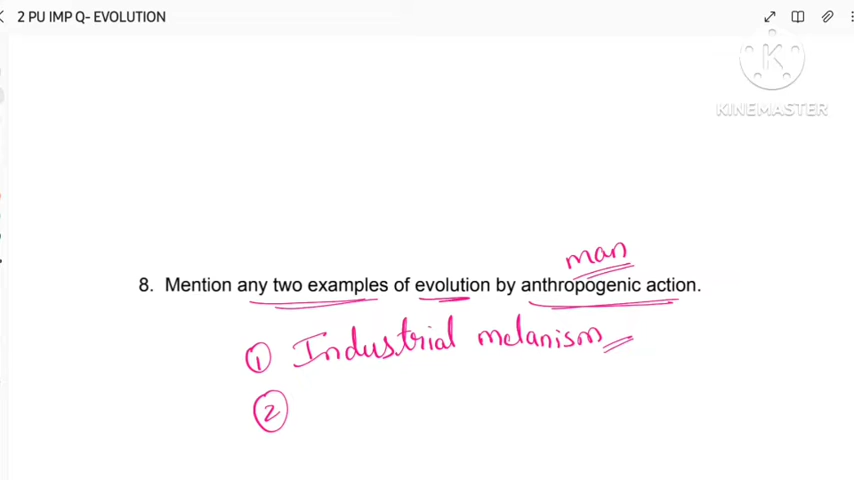 2 PU IMP Q- EVOLUTION
KINEMASTER
man
8. Mention any two examples of evolution by anthropogenic action.
1 Industrial melanism
2